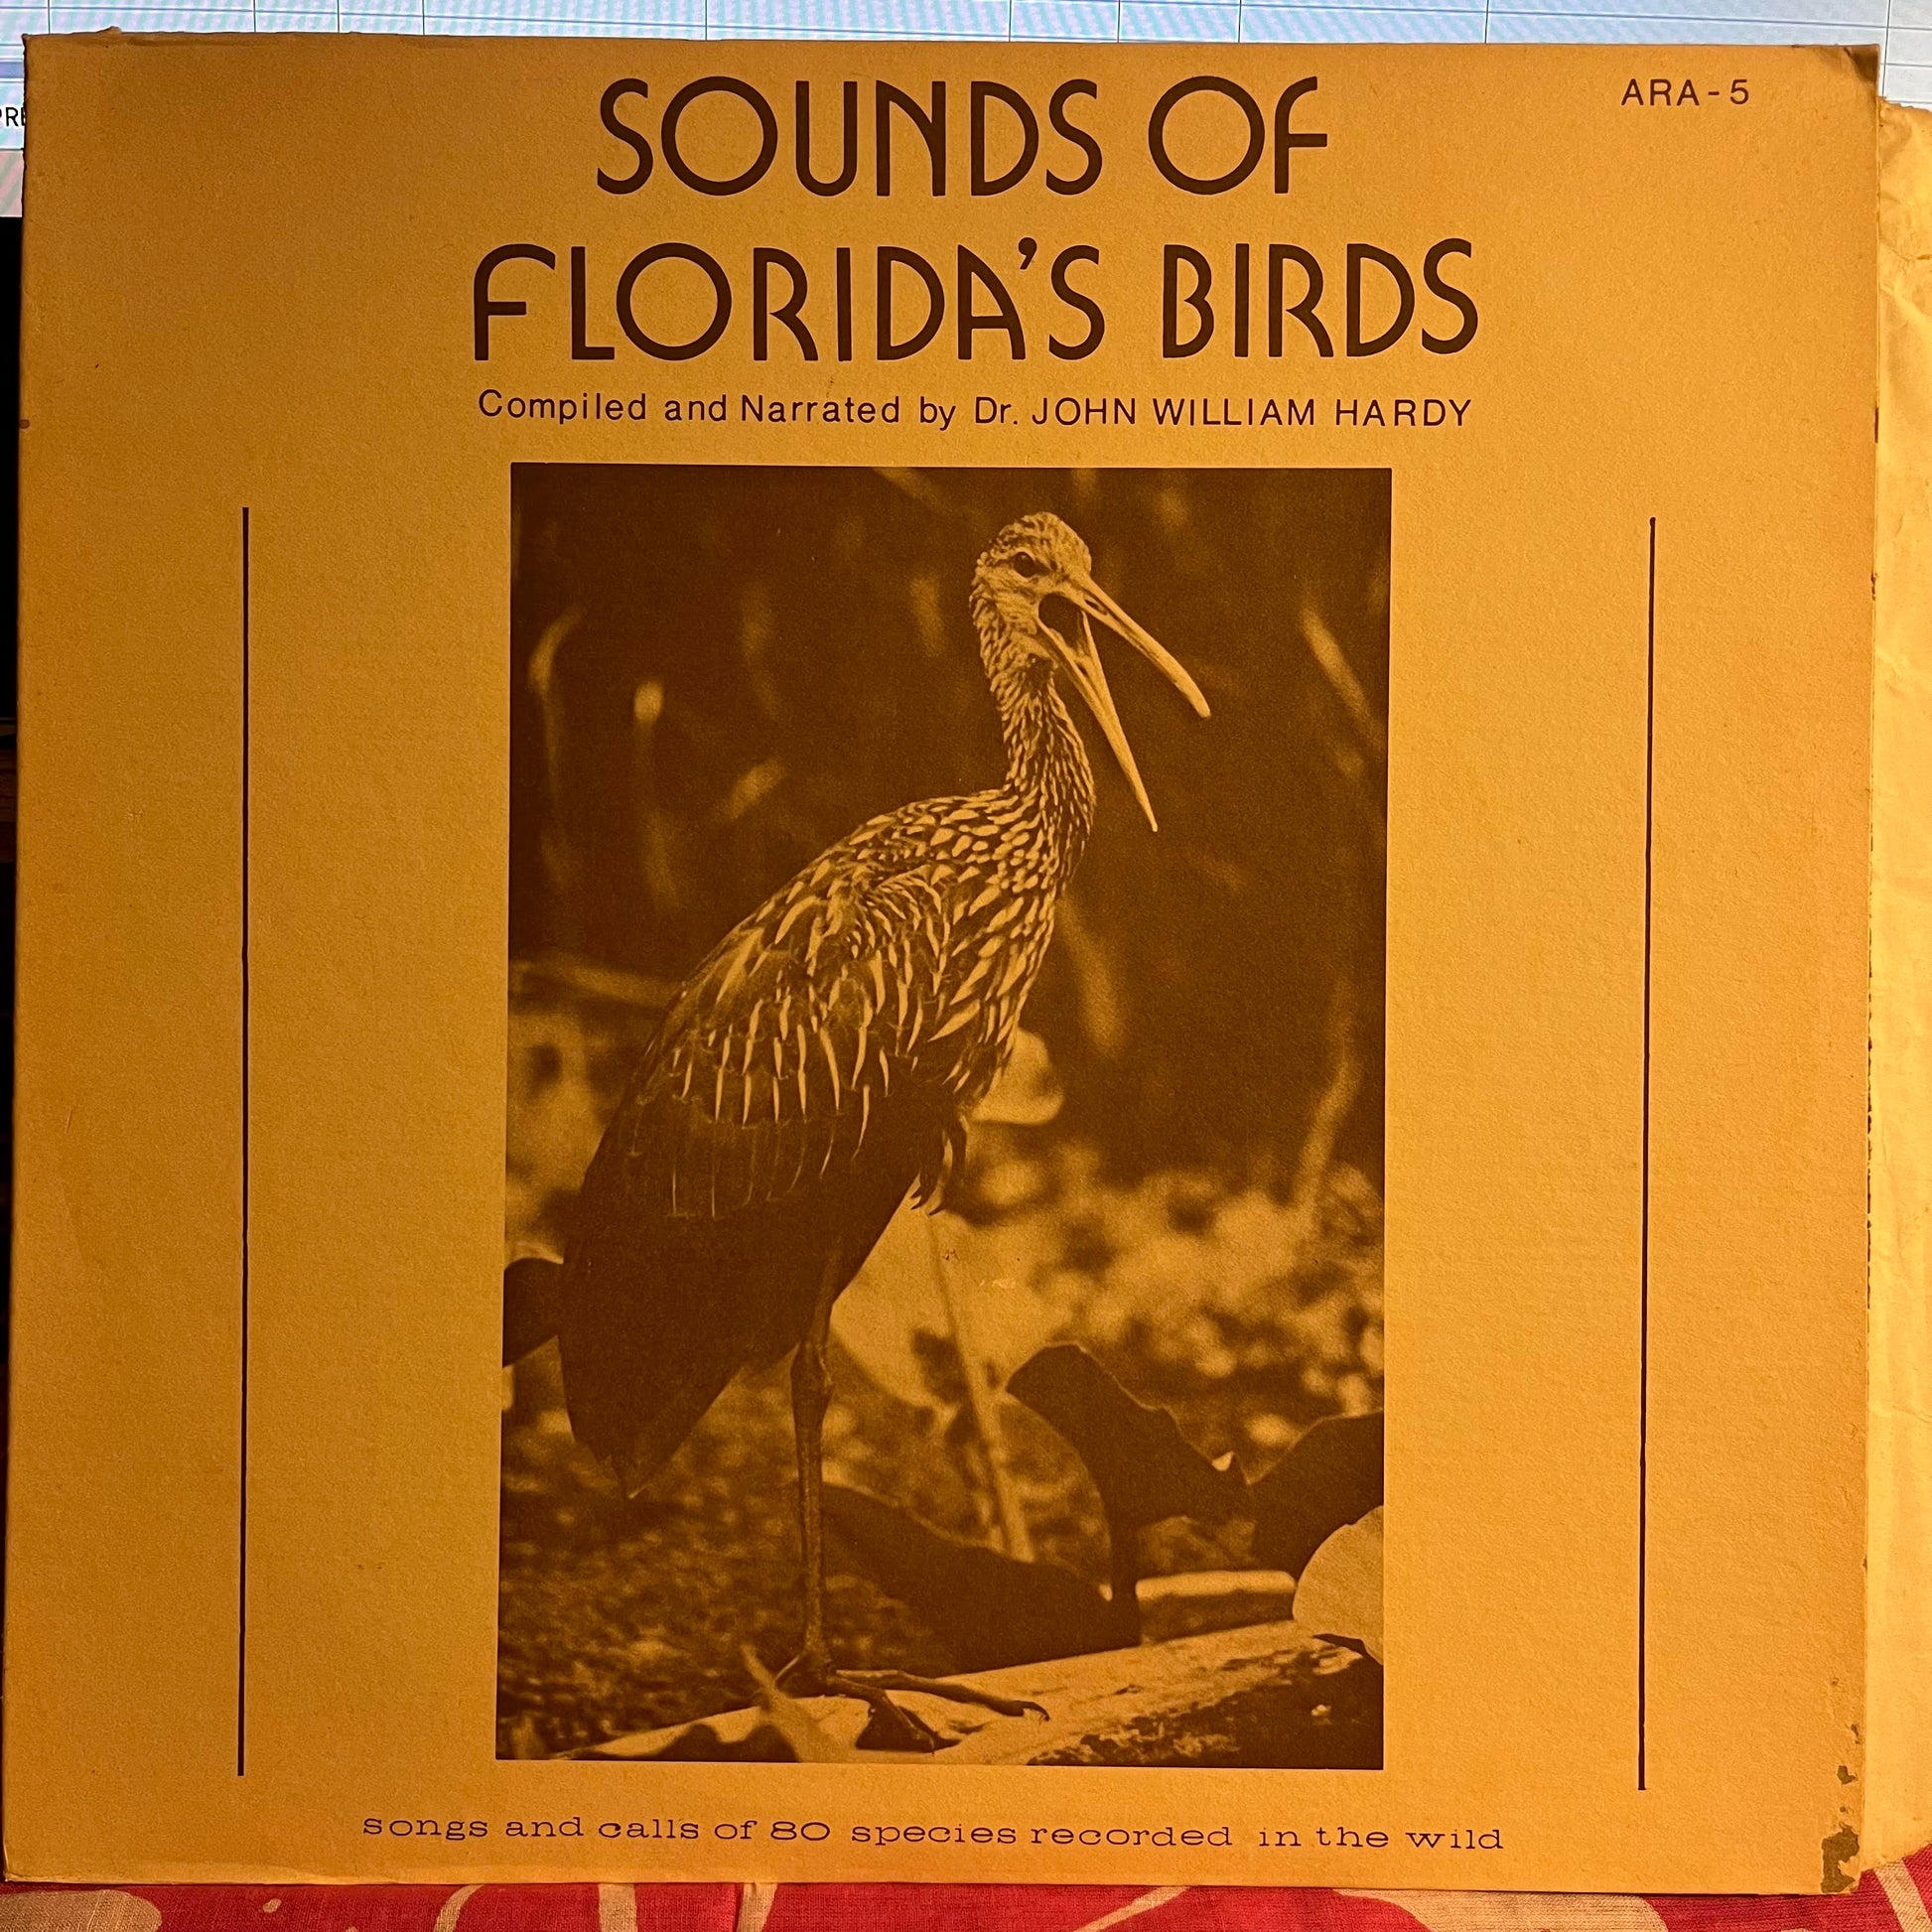 ARA-5
SOUNDS OF
FLORIDA'S BIRDS
Compiled and Narrated by Dr. JOHN WILLIAM HARDY
songs and calls of 80 species recorded in the wild